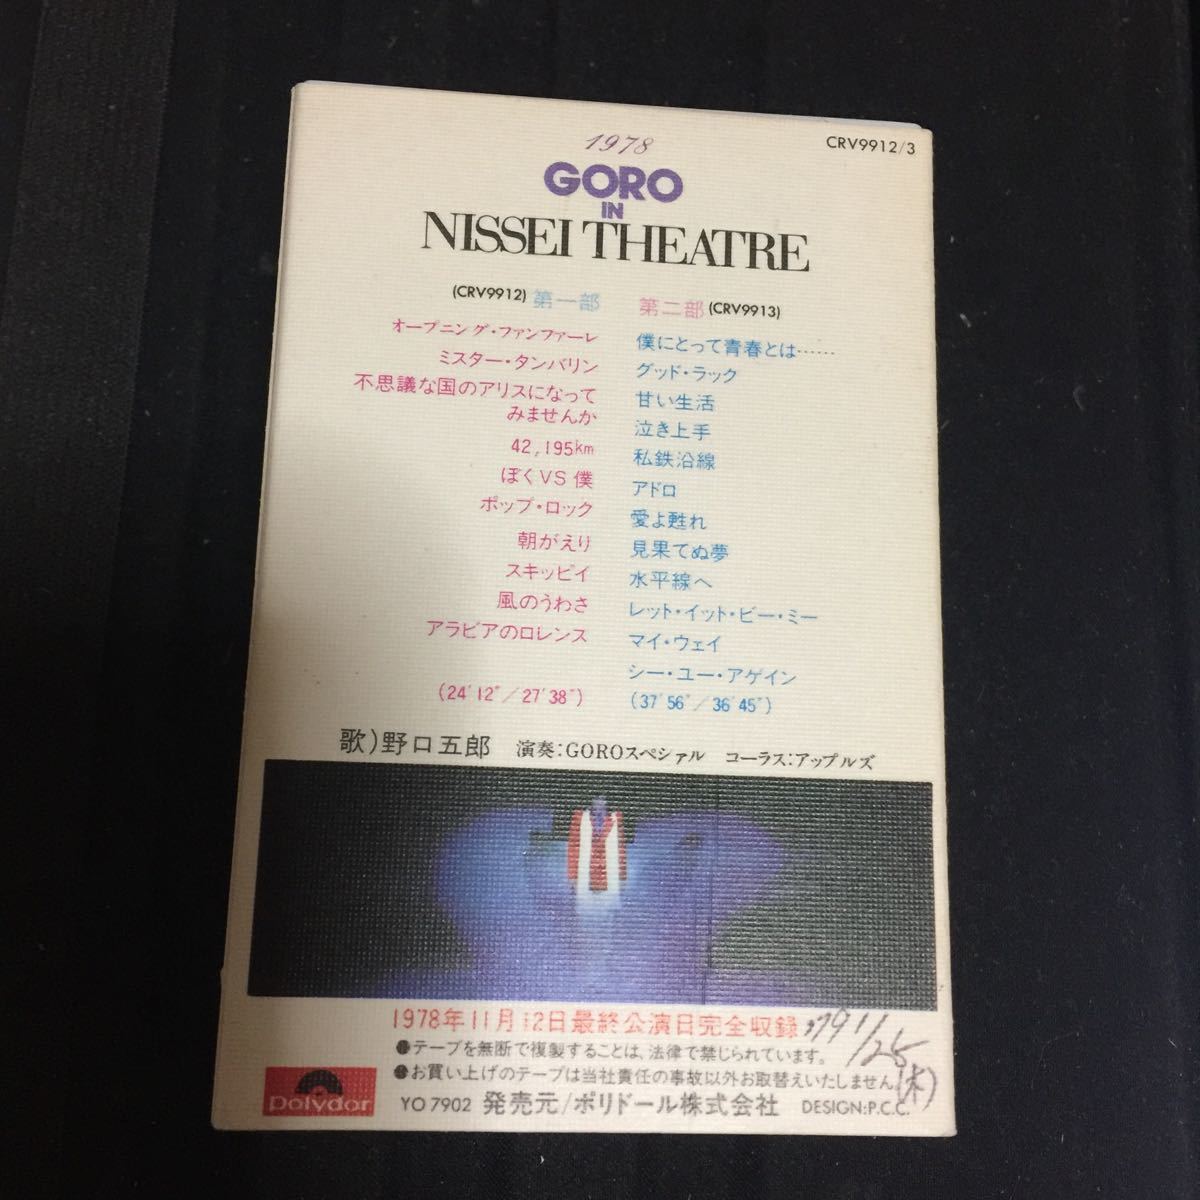 1978
CRV9912/3
GORO
IN
NISSEI THEATRE
(CRV9912) 第一部
オープニング・ファンファーレ
ミスター・タンバリン
不思議な国のアリスになって
みませんか
42,195km
ぼくVS僕
ポップ・ロック
朝がえり
スキッピイ
風のうわさ
アラビアのロレンス
(24'12"/27'38")
第二部 (CRV9913)
僕にとって青春とは……
グッド・ラック
甘い生活
泣き上手
私鉄沿線
アドロ
愛よ甦れ
見果てぬ夢
水平線へ
レット・イット・ビー・ミー
マイ・ウェイ
シー・ユー・アゲイン
(37'56"/36'45")
歌)野口五郎 演奏:GOROスペシャル コーラス:アップルズ
1978年11月12日最終公演日完全収録
'79 1/25
(木)
●テープを無断で複製することは、法律で禁じられています。
●お買い上げのテープは当社責任の事故以外お取替えいたしません。
Polydor
YO 7902 発売元/ポリドール株式会社 DESIGN:P.C.C.